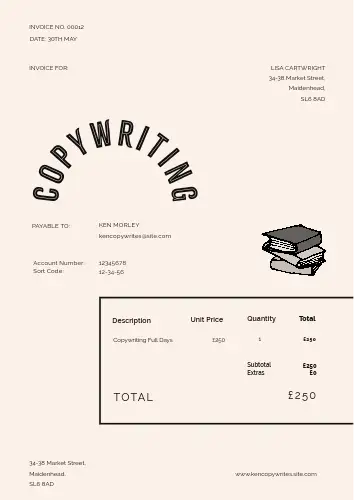 INVOICE NO. 00012
DATE: 30TH MAY
INVOICE FOR:
LISA CARTWRIGHT
34-38 Market Street,
Maidenhead,
SL6 8AD
COPYWRITING
PAYABLE TO: KEN MORLEY
kencopywrites@site.com
Account Number: 12345678
Sort Code: 12-34-56
Description Unit Price Quantity Total
Copywriting Full Days £250 1 £250
Subtotal £250
Extras £0
TOTAL £250
34-38 Market Street,
Maidenhead,
SL6 8AD
www.kencopywrites.site.com